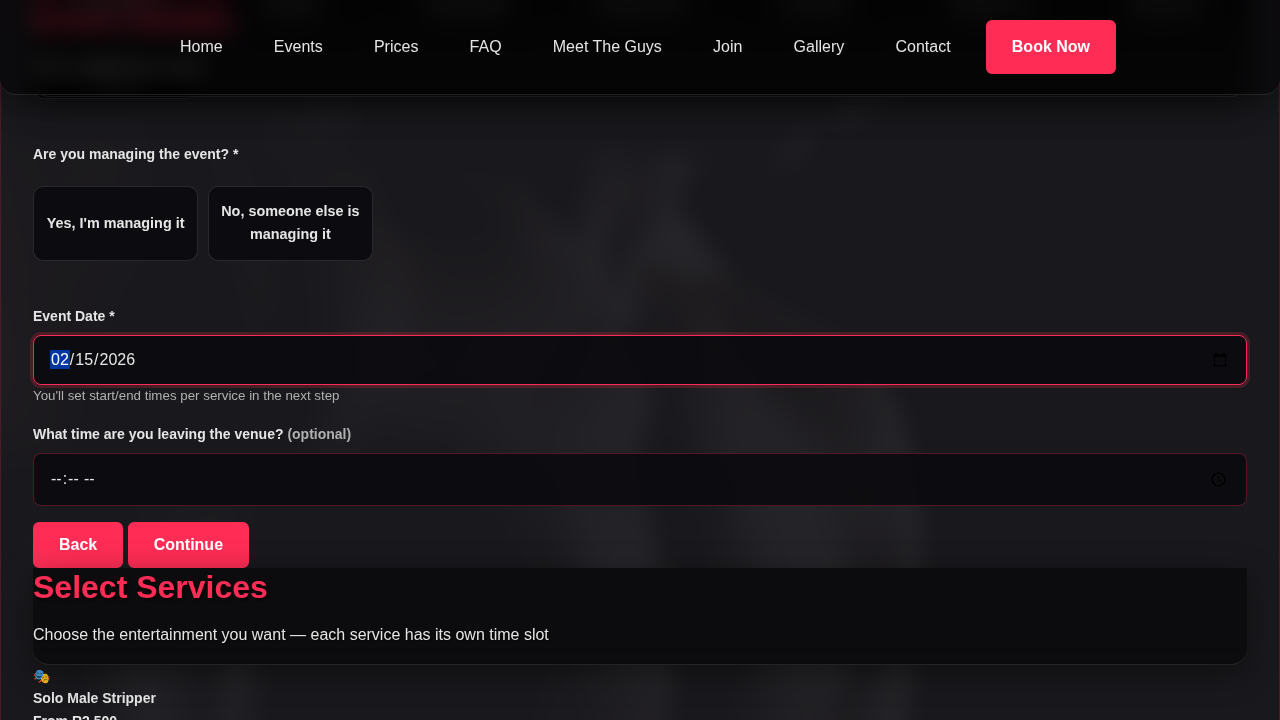 Home Events Prices FAQ Meet The Guys Join Gallery Contact Book Now
Are you managing the event? *
Yes, I'm managing it
No, someone else is
managing it
Event Date *
02/15/2026
You'll set start/end times per service in the next step
What time are you leaving the venue? (optional)
--:-- --
Back Continue
Select Services
Choose the entertainment you want — each service has its own time slot
🎭
Solo Male Stripper
From R2,500